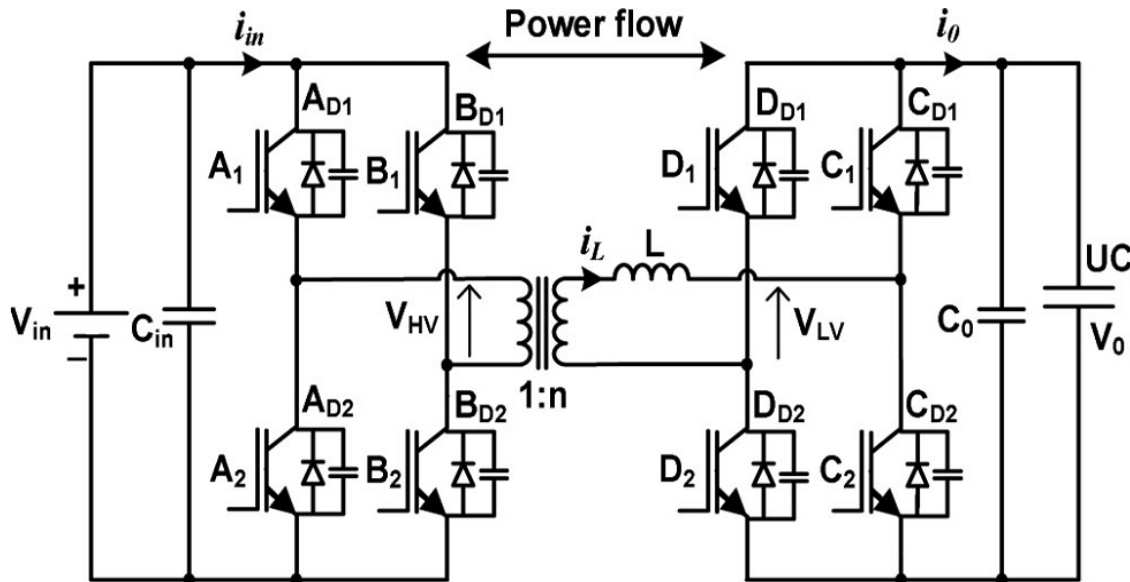 Power flow
i_in
i_0
A_D1
B_D1
D_D1
C_D1
A_1
B_1
D_1
C_1
i_L
L
UC
+
V_in
−
C_in
V_HV
V_LV
C_0
V_0
1:n
A_D2
B_D2
D_D2
C_D2
A_2
B_2
D_2
C_2